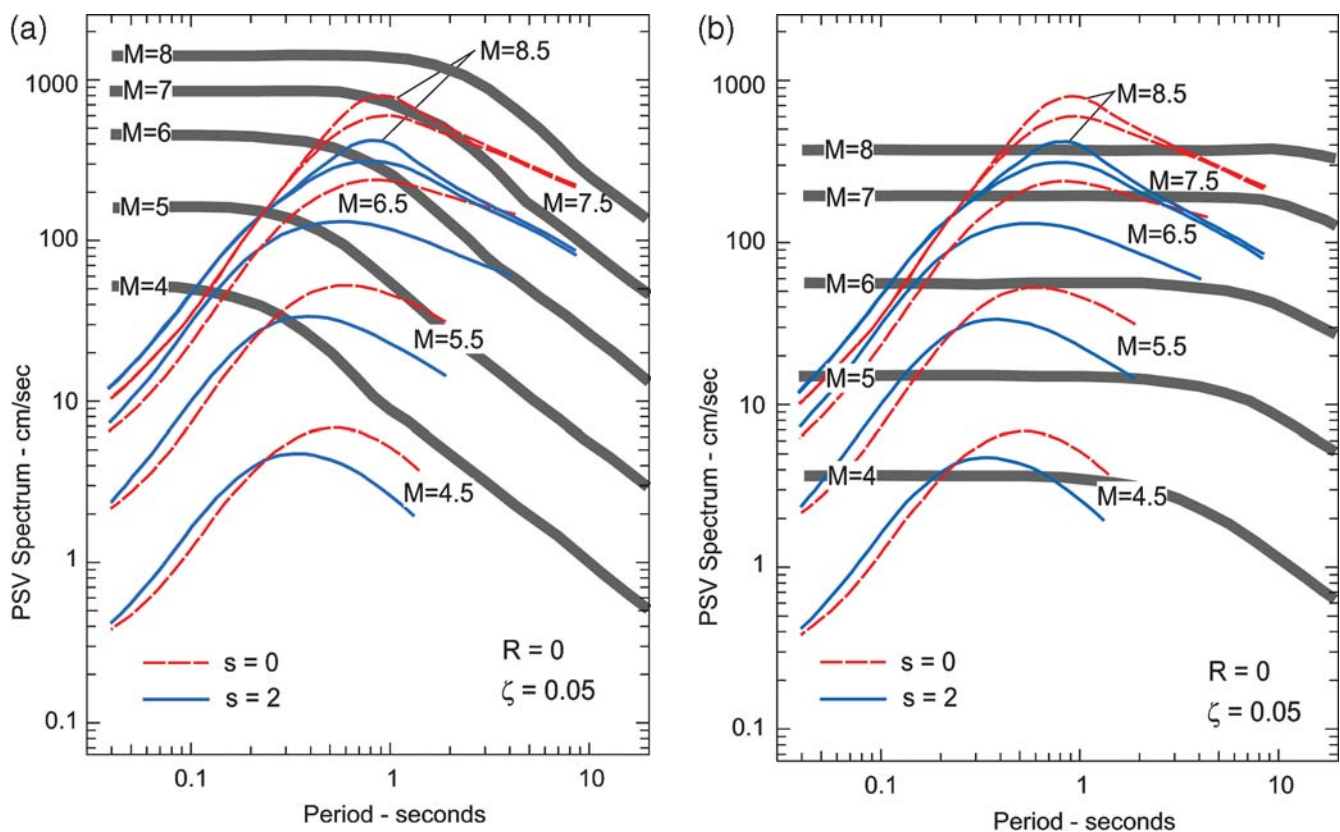 (a)
PSV Spectrum - cm/sec
1000
100
10
1
0.1
M=8
M=7
M=6
M=5
M=4
M=8.5
M=7.5
M=6.5
M=5.5
M=4.5
s = 0
s = 2
R = 0
ζ = 0.05
0.1
1
10
Period - seconds
(b)
PSV Spectrum - cm/sec
1000
100
10
1
0.1
M=8
M=7
M=6
M=5
M=4
M=8.5
M=7.5
M=6.5
M=5.5
M=4.5
s = 0
s = 2
R = 0
ζ = 0.05
0.1
1
10
Period - seconds